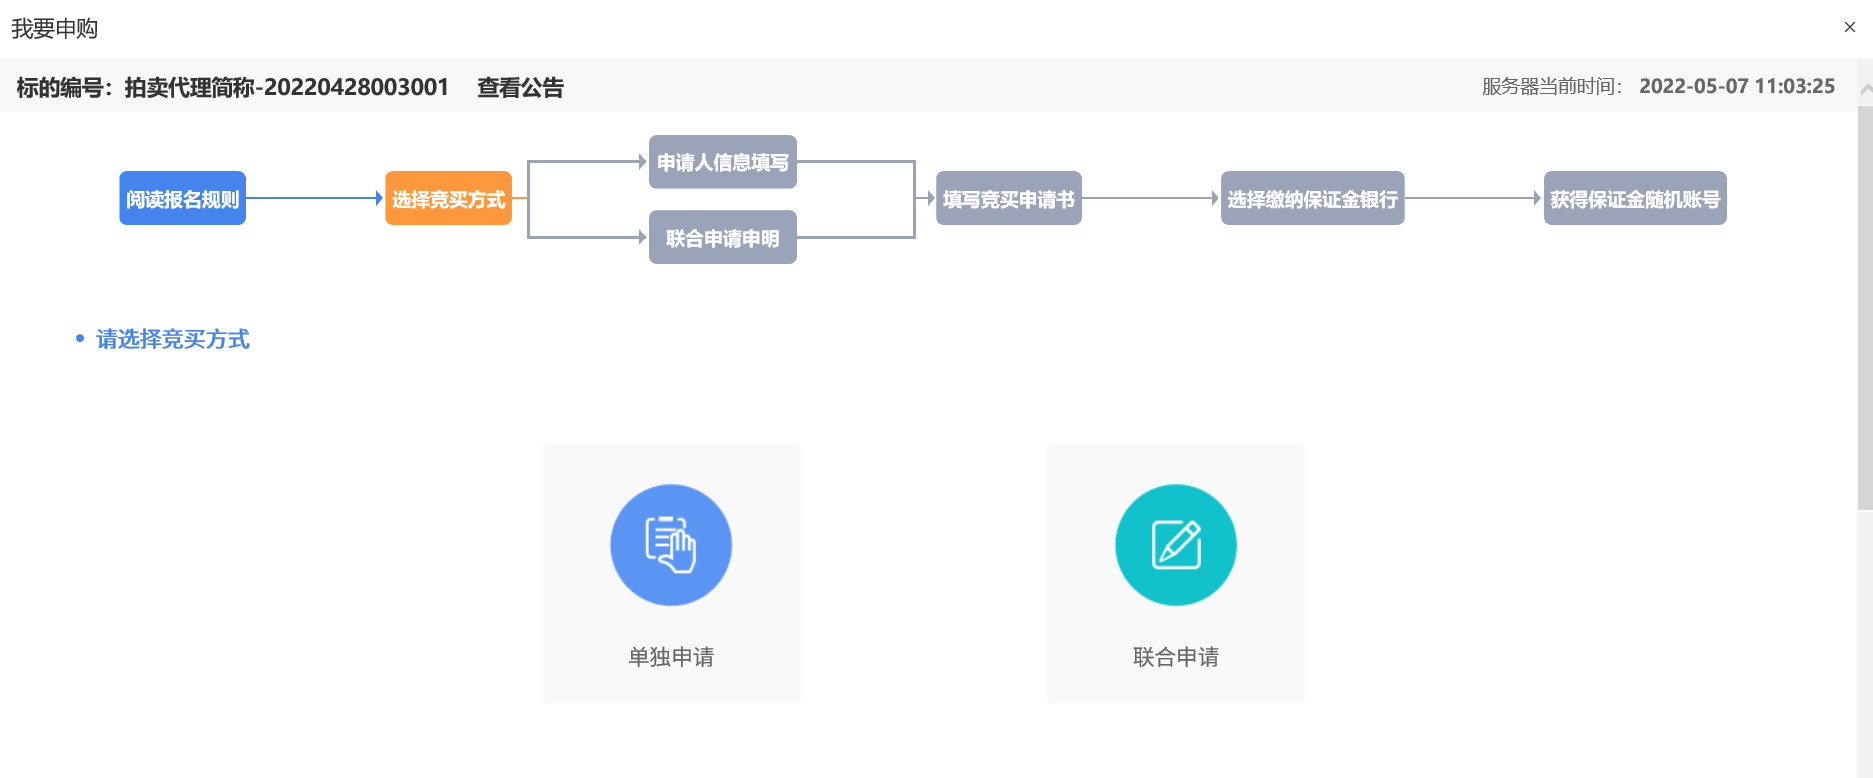 我要申购
×
标的编号：拍卖代理简称-20220428003001 查看公告
服务器当前时间： 2022-05-07 11:03:25
阅读报名规则
选择竞买方式
申请人信息填写
联合申请申明
填写竞买申请书
选择缴纳保证金银行
获得保证金随机账号
• 请选择竞买方式
单独申请
联合申请